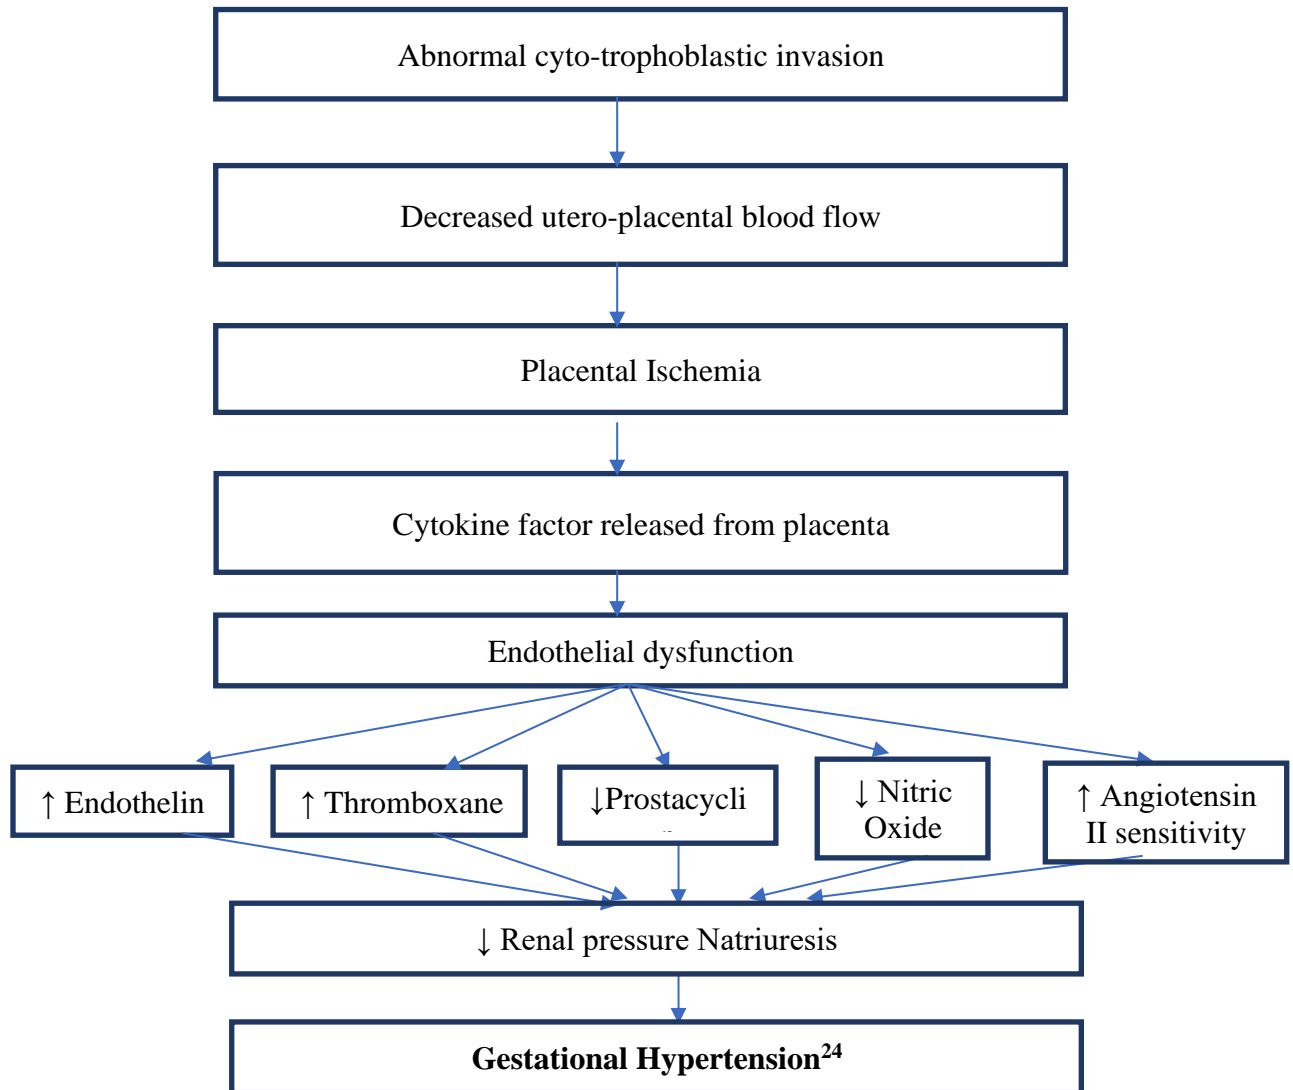 Abnormal cyto-trophoblastic invasion
Decreased utero-placental blood flow
Placental Ischemia
Cytokine factor released from placenta
Endothelial dysfunction
↑ Endothelin
↑ Thromboxane
↓Prostacycli
↓ Nitric
Oxide
↑ Angiotensin
II sensitivity
↓ Renal pressure Natriuresis
Gestational Hypertension²⁴